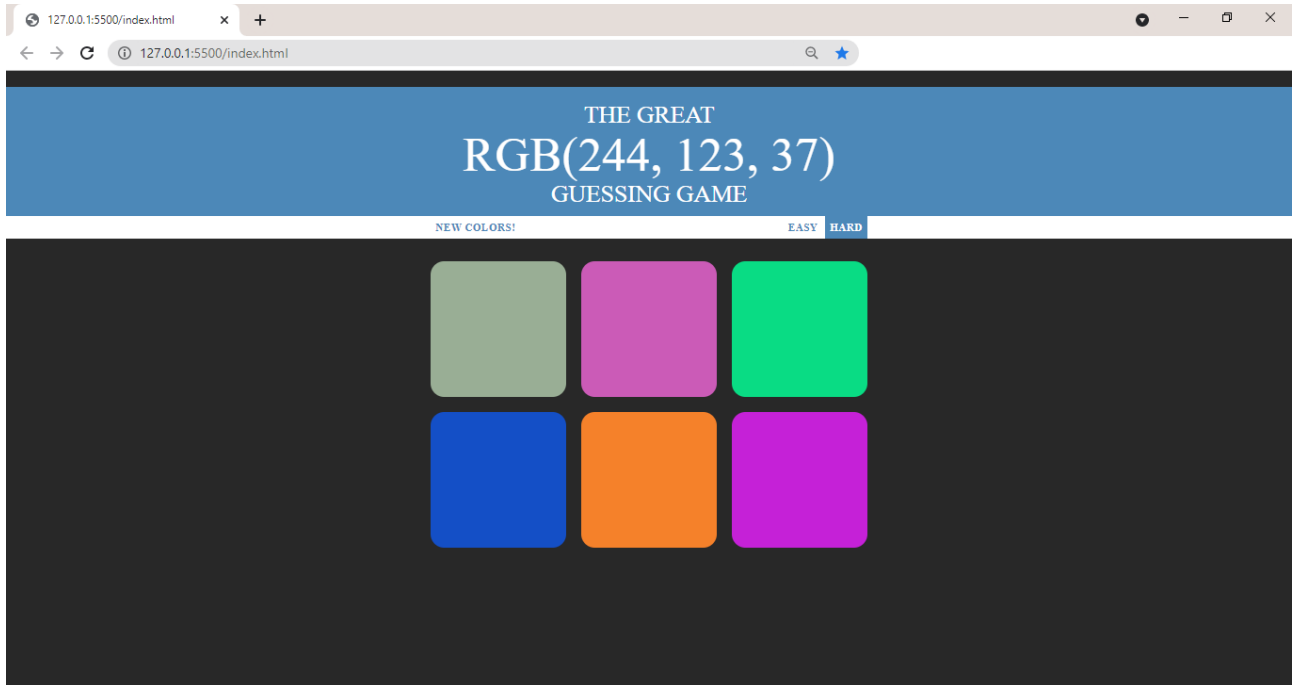 127.0.0.1:5500/index.html
127.0.0.1:5500/index.html
THE GREAT
RGB(244, 123, 37)
GUESSING GAME
NEW COLORS! EASY HARD